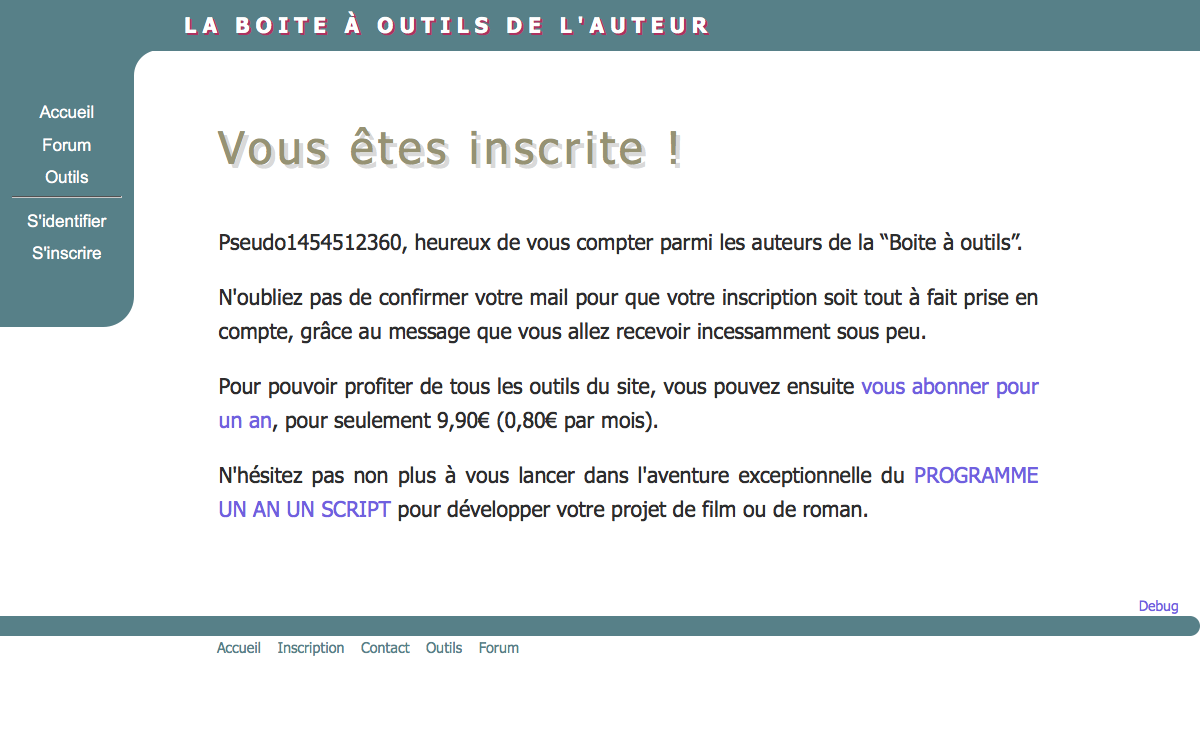 LA BOITE À OUTILS DE L'AUTEUR
Accueil
Forum
Outils
S'identifier
S'inscrire
Vous êtes inscrite !
Pseudo1454512360, heureux de vous compter parmi les auteurs de la “Boite à outils”.
N'oubliez pas de confirmer votre mail pour que votre inscription soit tout à fait prise en
compte, grâce au message que vous allez recevoir incessamment sous peu.
Pour pouvoir profiter de tous les outils du site, vous pouvez ensuite vous abonner pour
un an, pour seulement 9,90€ (0,80€ par mois).
N'hésitez pas non plus à vous lancer dans l'aventure exceptionnelle du PROGRAMME
UN AN UN SCRIPT pour développer votre projet de film ou de roman.
Debug
Accueil Inscription Contact Outils Forum